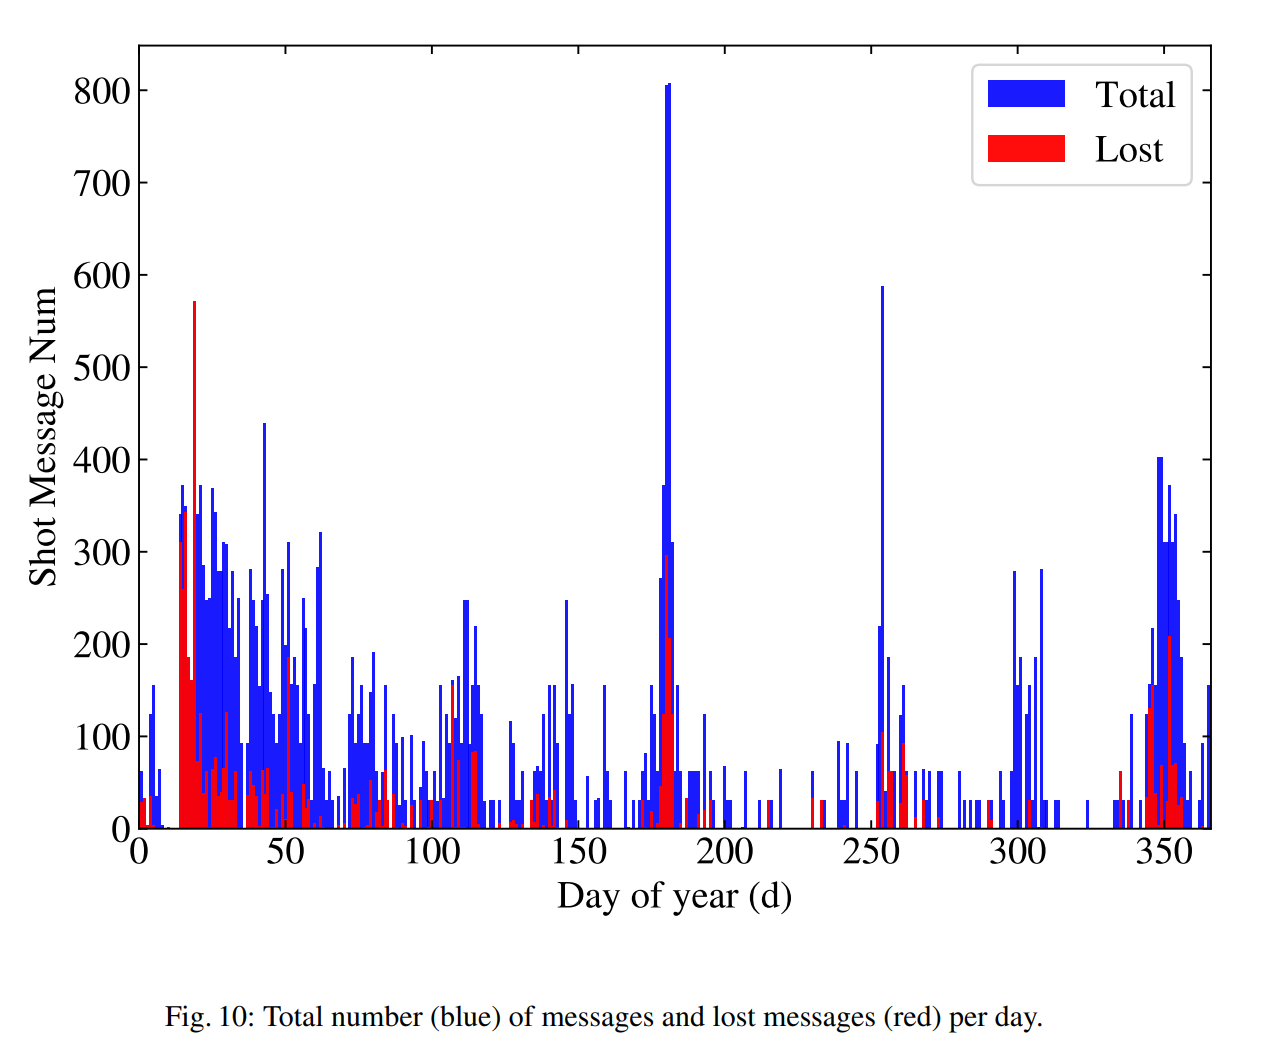 800
700
600
500
400
300
200
100
0
Shot Message Num
0 50 100 150 200 250 300 350
Day of year (d)
Total
Lost
Fig. 10: Total number (blue) of messages and lost messages (red) per day.